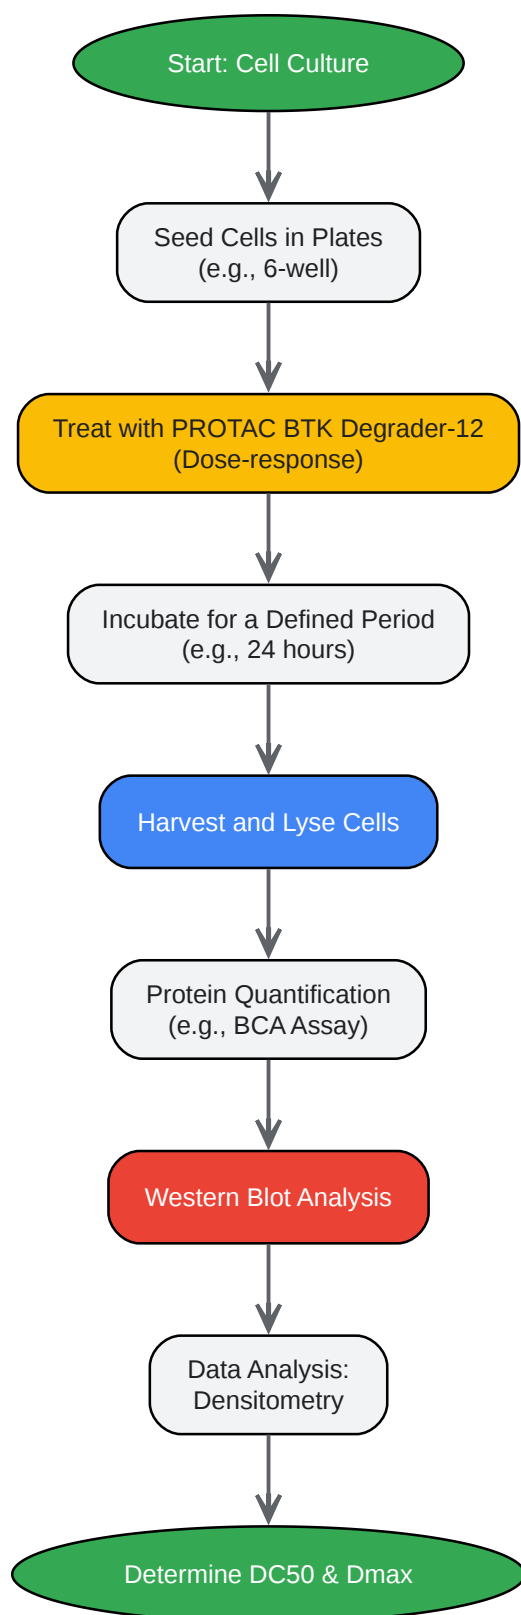 Start: Cell Culture
Seed Cells in Plates
(e.g., 6-well)
Treat with PROTAC BTK Degrader-12
(Dose-response)
Incubate for a Defined Period
(e.g., 24 hours)
Harvest and Lyse Cells
Protein Quantification
(e.g., BCA Assay)
Western Blot Analysis
Data Analysis:
Densitometry
Determine DC50 & Dmax